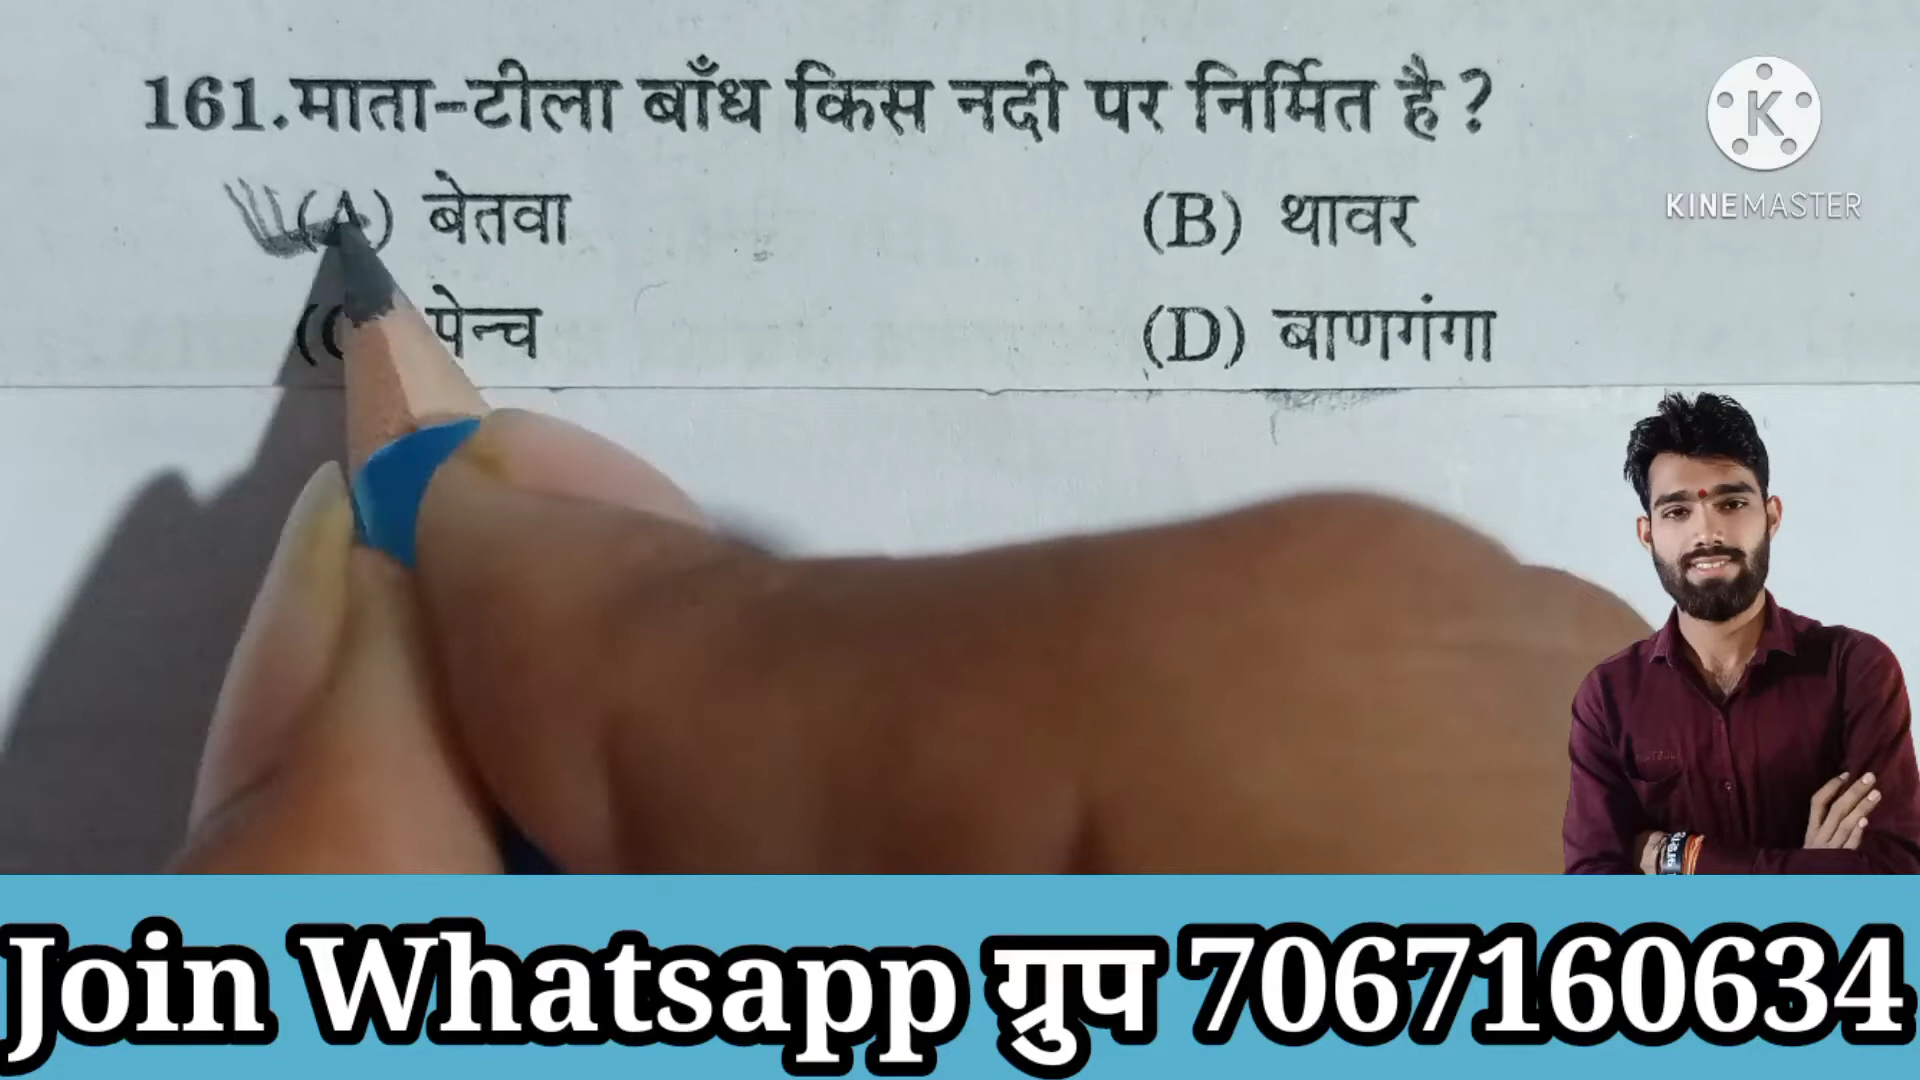 161.माता-टीला बाँध किस नदी पर निर्मित है?
(A) बेतवा (B) थावर
(C पेन्च (D) बाणगंगा
KINEMASTER
Join Whatsapp ग्रुप 7067160634